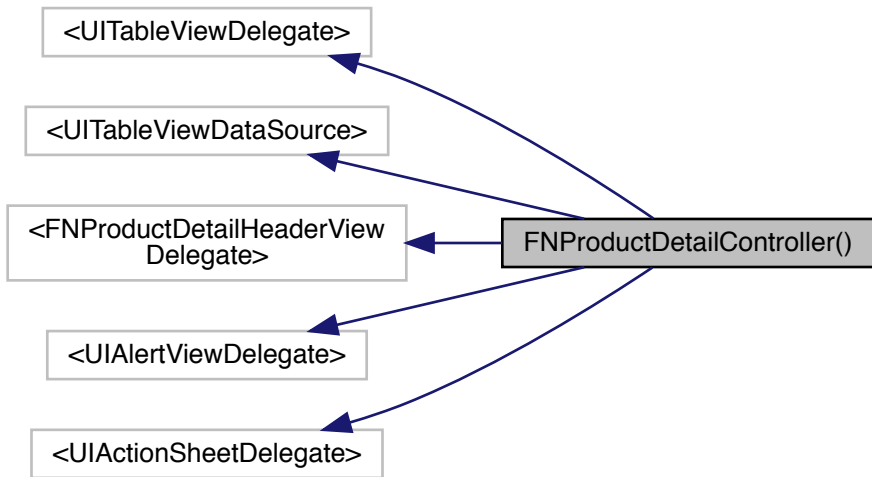 <UITableViewDelegate>
<UITableViewDataSource>
<FNProductDetailHeaderView
Delegate>
FNProductDetailController()
<UIAlertViewDelegate>
<UIActionSheetDelegate>